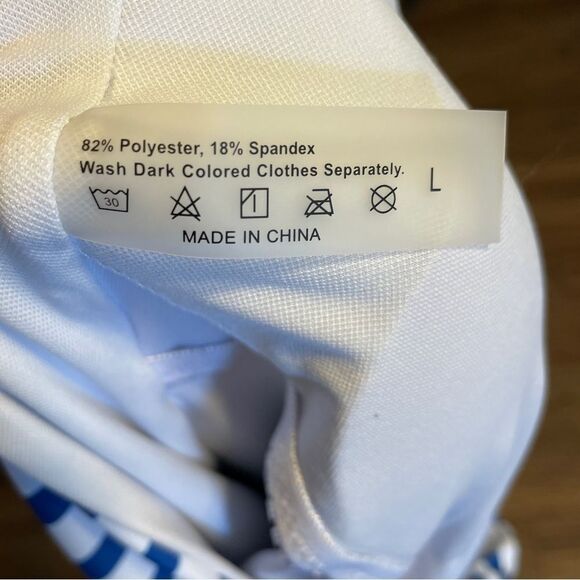 82% Polyester, 18% Spandex
Wash Dark Colored Clothes Separately.
30
L
MADE IN CHINA